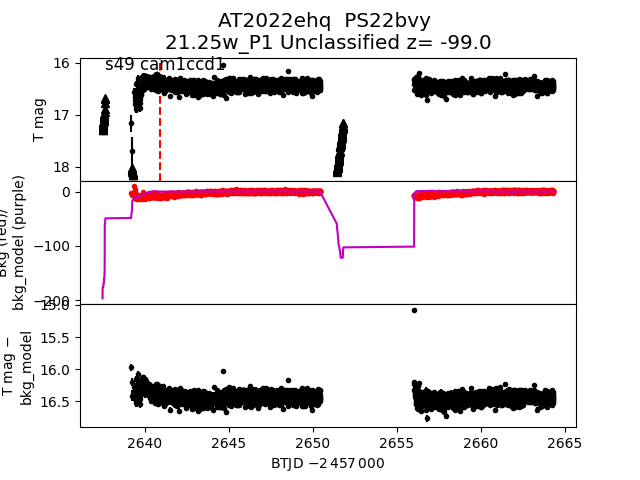 AT2022ehq  PS22bvy
21.25w_P1 Unclassified z= -99.0
s49 cam1ccd1
16
17
18
T mag
0
−100
−200
Bkg (red)/
bkg_model (purple)
15.0
15.5
16.0
16.5
T mag −
bkg_model
2640
2645
2650
2655
2660
2665
BTJD −2 457 000